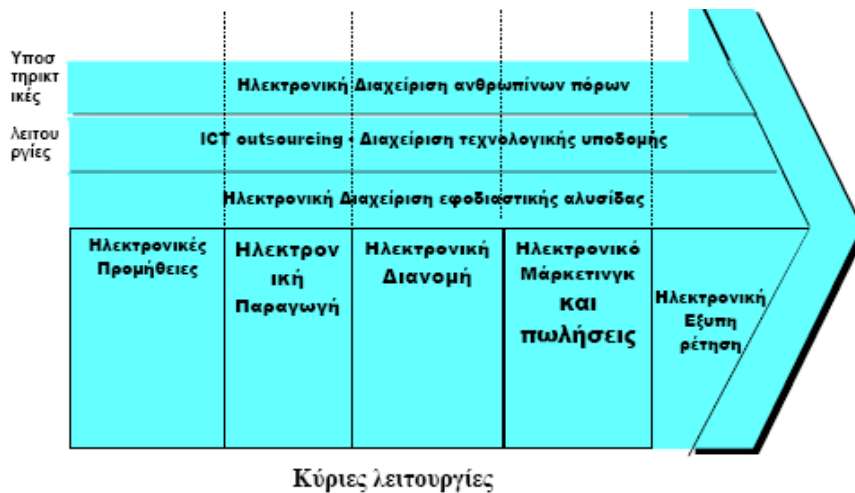 Υποσ
τηρικτ
ικές
Ηλεκτρονική Διαχείριση ανθρωπίνων πόρων
λειτου
ργίες
ICT outsourcing - Διαχείριση τεχνολογικής υποδομής
Ηλεκτρονική Διαχείριση εφοδιαστικής αλυσίδας
Ηλεκτρονικές
Προμήθειες
Ηλεκτρον
ική
Παραγωγή
Ηλεκτρονική
Διανομή
Ηλεκτρονικό
Μάρκετινγκ
και
πωλήσεις
Ηλεκτρονική
Εξυπη
ρέτηση
Κύριες λειτουργίες